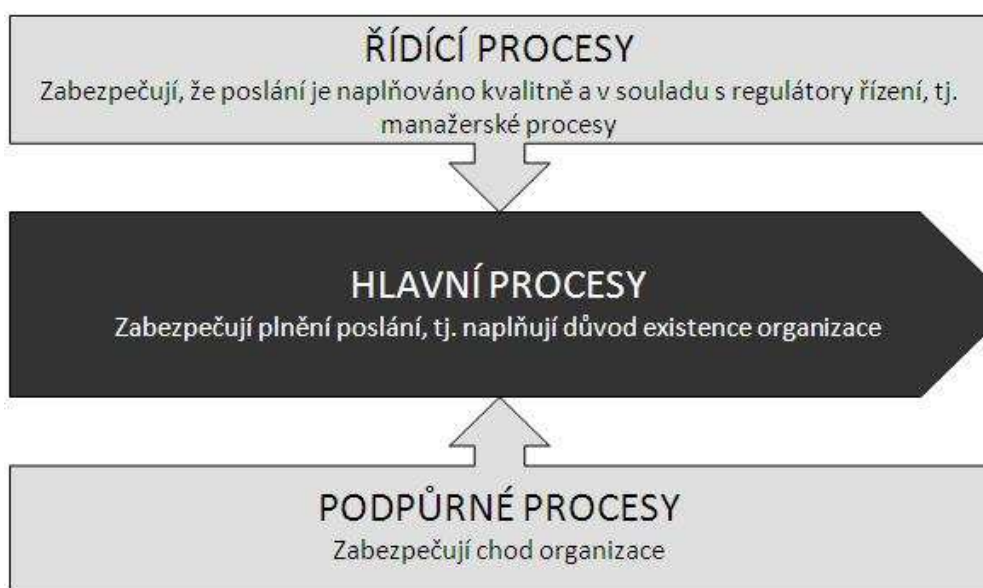 ŘÍDÍCÍ PROCESY
Zabezpečují, že poslání je naplňováno kvalitně a v souladu s regulátory řízení, tj.
manažerské procesy
HLAVNÍ PROCESY
Zabezpečují plnění poslání, tj. naplňují důvod existence organizace
PODPŮRNÉ PROCESY
Zabezpečují chod organizace